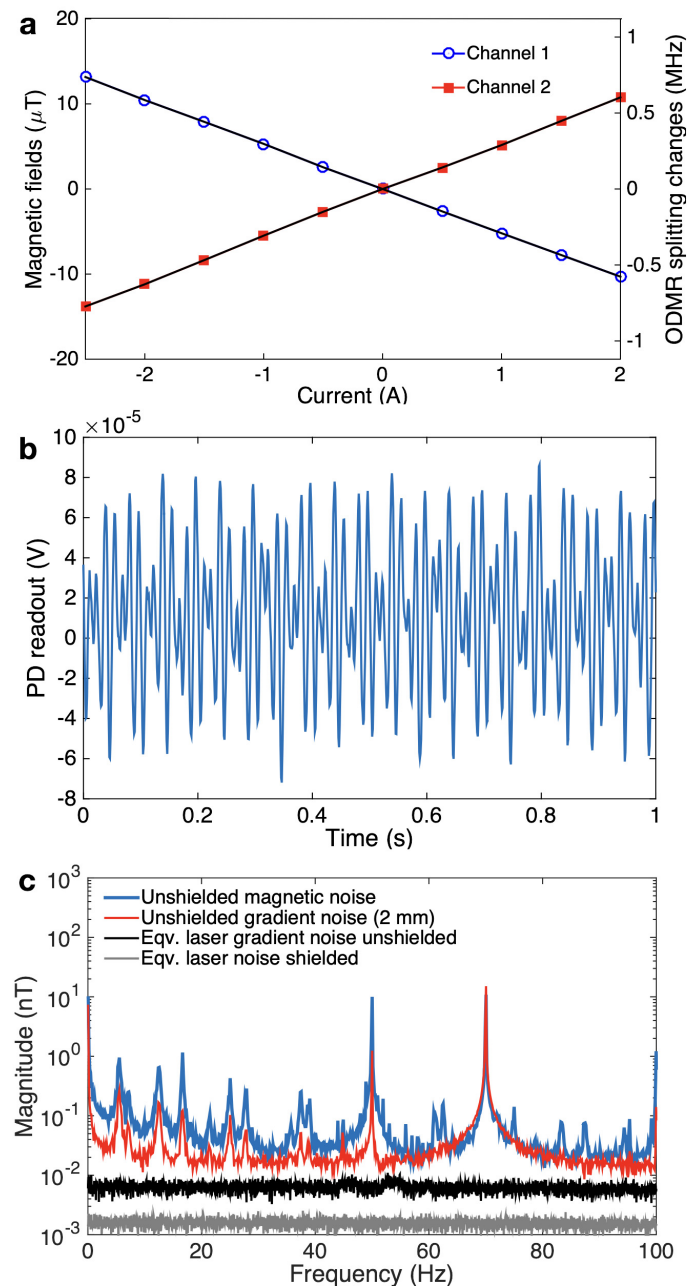 a
20
10
0
-10
-20
Magnetic fields (μT)
1
0.5
0
-0.5
-1
ODMR splitting changes (MHz)
Channel 1
Channel 2
-2
-1
0
1
2
Current (A)
b
×10⁻⁵
10
8
6
4
2
0
-2
-4
-6
-8
PD readout (V)
0
0.2
0.4
0.6
0.8
1
Time (s)
c
10³
10²
10¹
10⁰
10⁻¹
10⁻²
10⁻³
Magnitude (nT)
Unshielded magnetic noise
Unshielded gradient noise (2 mm)
Eqv. laser gradient noise unshielded
Eqv. laser noise shielded
0
20
40
60
80
100
Frequency (Hz)